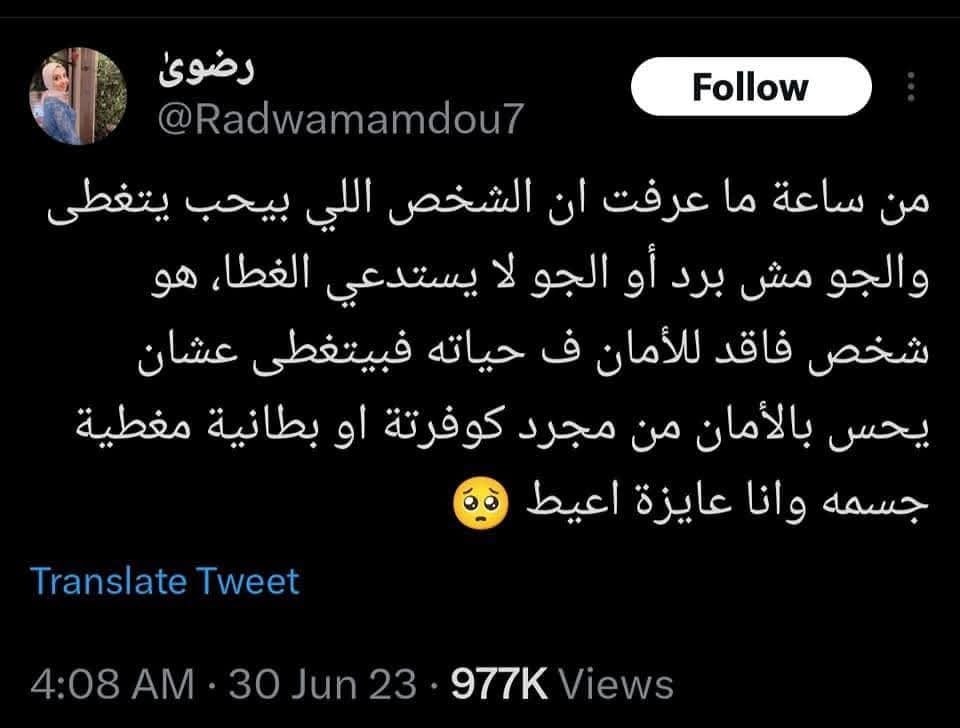 رضوىٰ
@Radwamamdou7
Follow
من ساعة ما عرفت ان الشخص اللي بيحب يتغطى
والجو مش برد أو الجو لا يستدعي الغطا، هو
شخص فاقد للأمان ف حياته فبيتغطى عشان
يحس بالأمان من مجرد كوفرتة او بطانية مغطية
جسمه وانا عايزة اعيط 🥺
Translate Tweet
4:08 AM · 30 Jun 23 · 977K Views